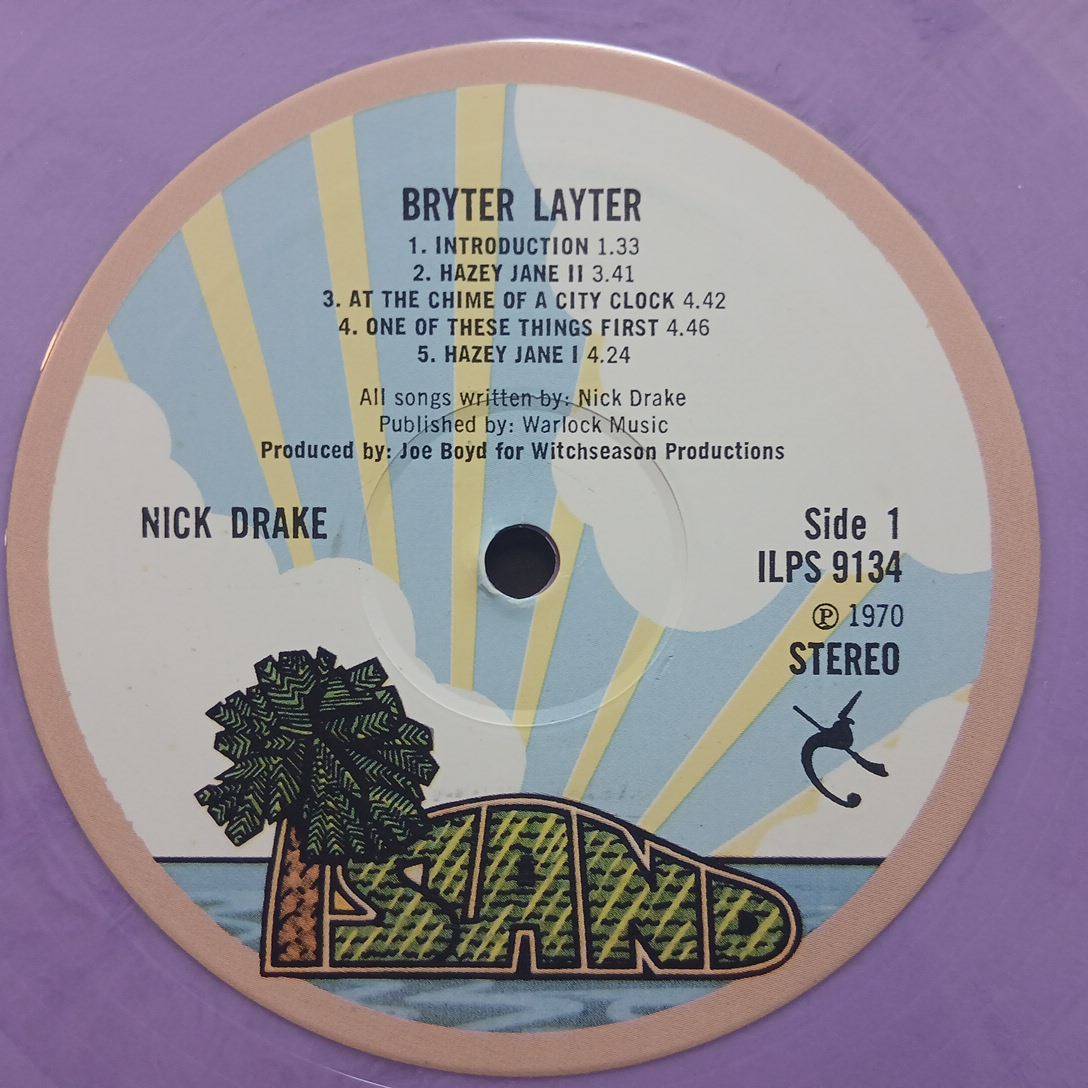 BRYTER LAYTER
1. INTRODUCTION 1.33
2. HAZEY JANE II 3.41
3. AT THE CHIME OF A CITY CLOCK 4.42
4. ONE OF THESE THINGS FIRST 4.46
5. HAZEY JANE I 4.24
All songs written by: Nick Drake
Published by: Warlock Music
Produced by: Joe Boyd for Witchseason Productions
NICK DRAKE
Side 1
ILPS 9134
℗ 1970
STEREO
ISLAND